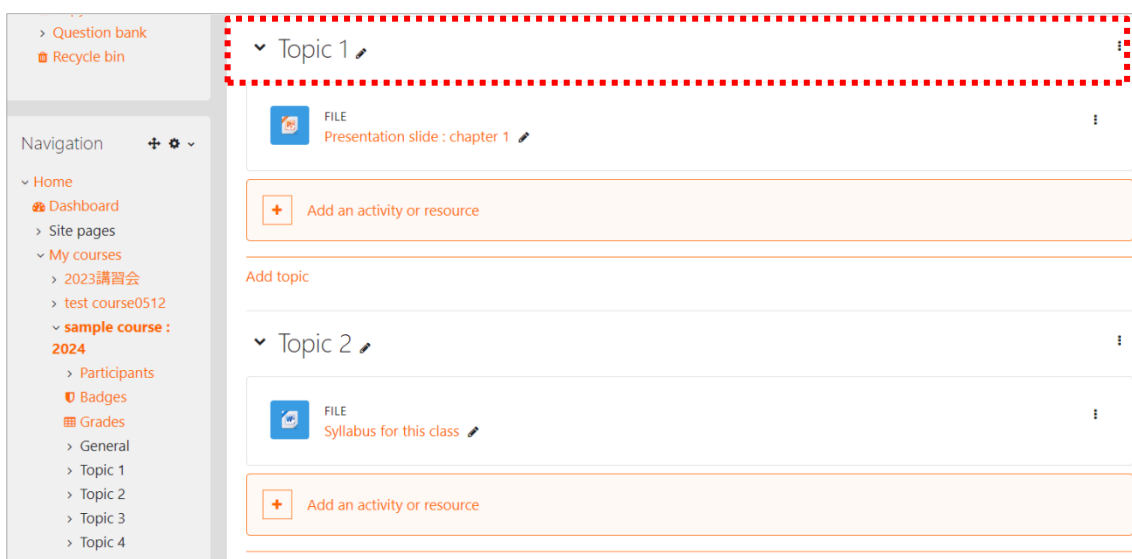 Question bank
Recycle bin
Navigation
Home
Dashboard
Site pages
My courses
2023講習会
test course0512
sample course :
2024
Participants
Badges
Grades
General
Topic 1
Topic 2
Topic 3
Topic 4
Topic 1
FILE
Presentation slide : chapter 1
Add an activity or resource
Add topic
Topic 2
FILE
Syllabus for this class
Add an activity or resource